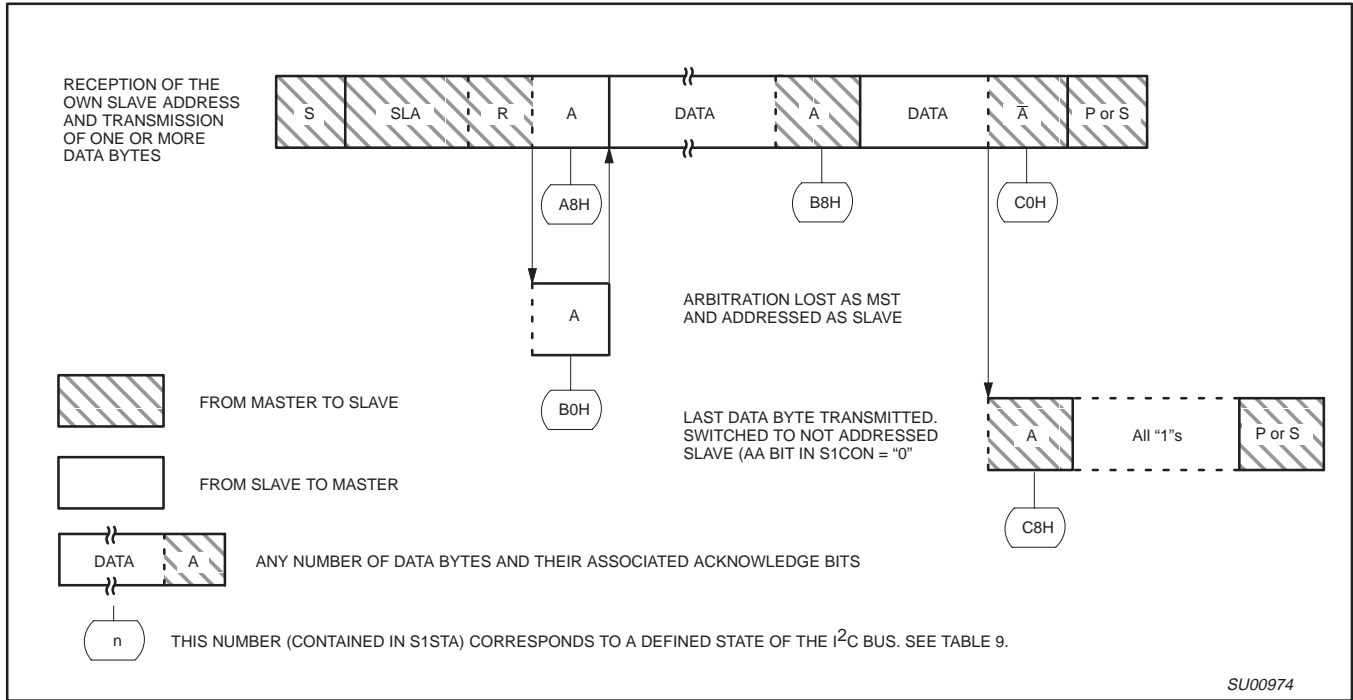 RECEPTION OF THE
OWN SLAVE ADDRESS
AND TRANSMISSION
OF ONE OR MORE
DATA BYTES
S
SLA
R
A
DATA
A
DATA
A̅
P or S
A8H
B8H
C0H
A
ARBITRATION LOST AS MST
AND ADDRESSED AS SLAVE
B0H
FROM MASTER TO SLAVE
LAST DATA BYTE TRANSMITTED.
SWITCHED TO NOT ADDRESSED
SLAVE (AA BIT IN S1CON = “0”
A
All “1”s
P or S
C8H
FROM SLAVE TO MASTER
DATA
A
ANY NUMBER OF DATA BYTES AND THEIR ASSOCIATED ACKNOWLEDGE BITS
n
THIS NUMBER (CONTAINED IN S1STA) CORRESPONDS TO A DEFINED STATE OF THE I²C BUS. SEE TABLE 9.
SU00974